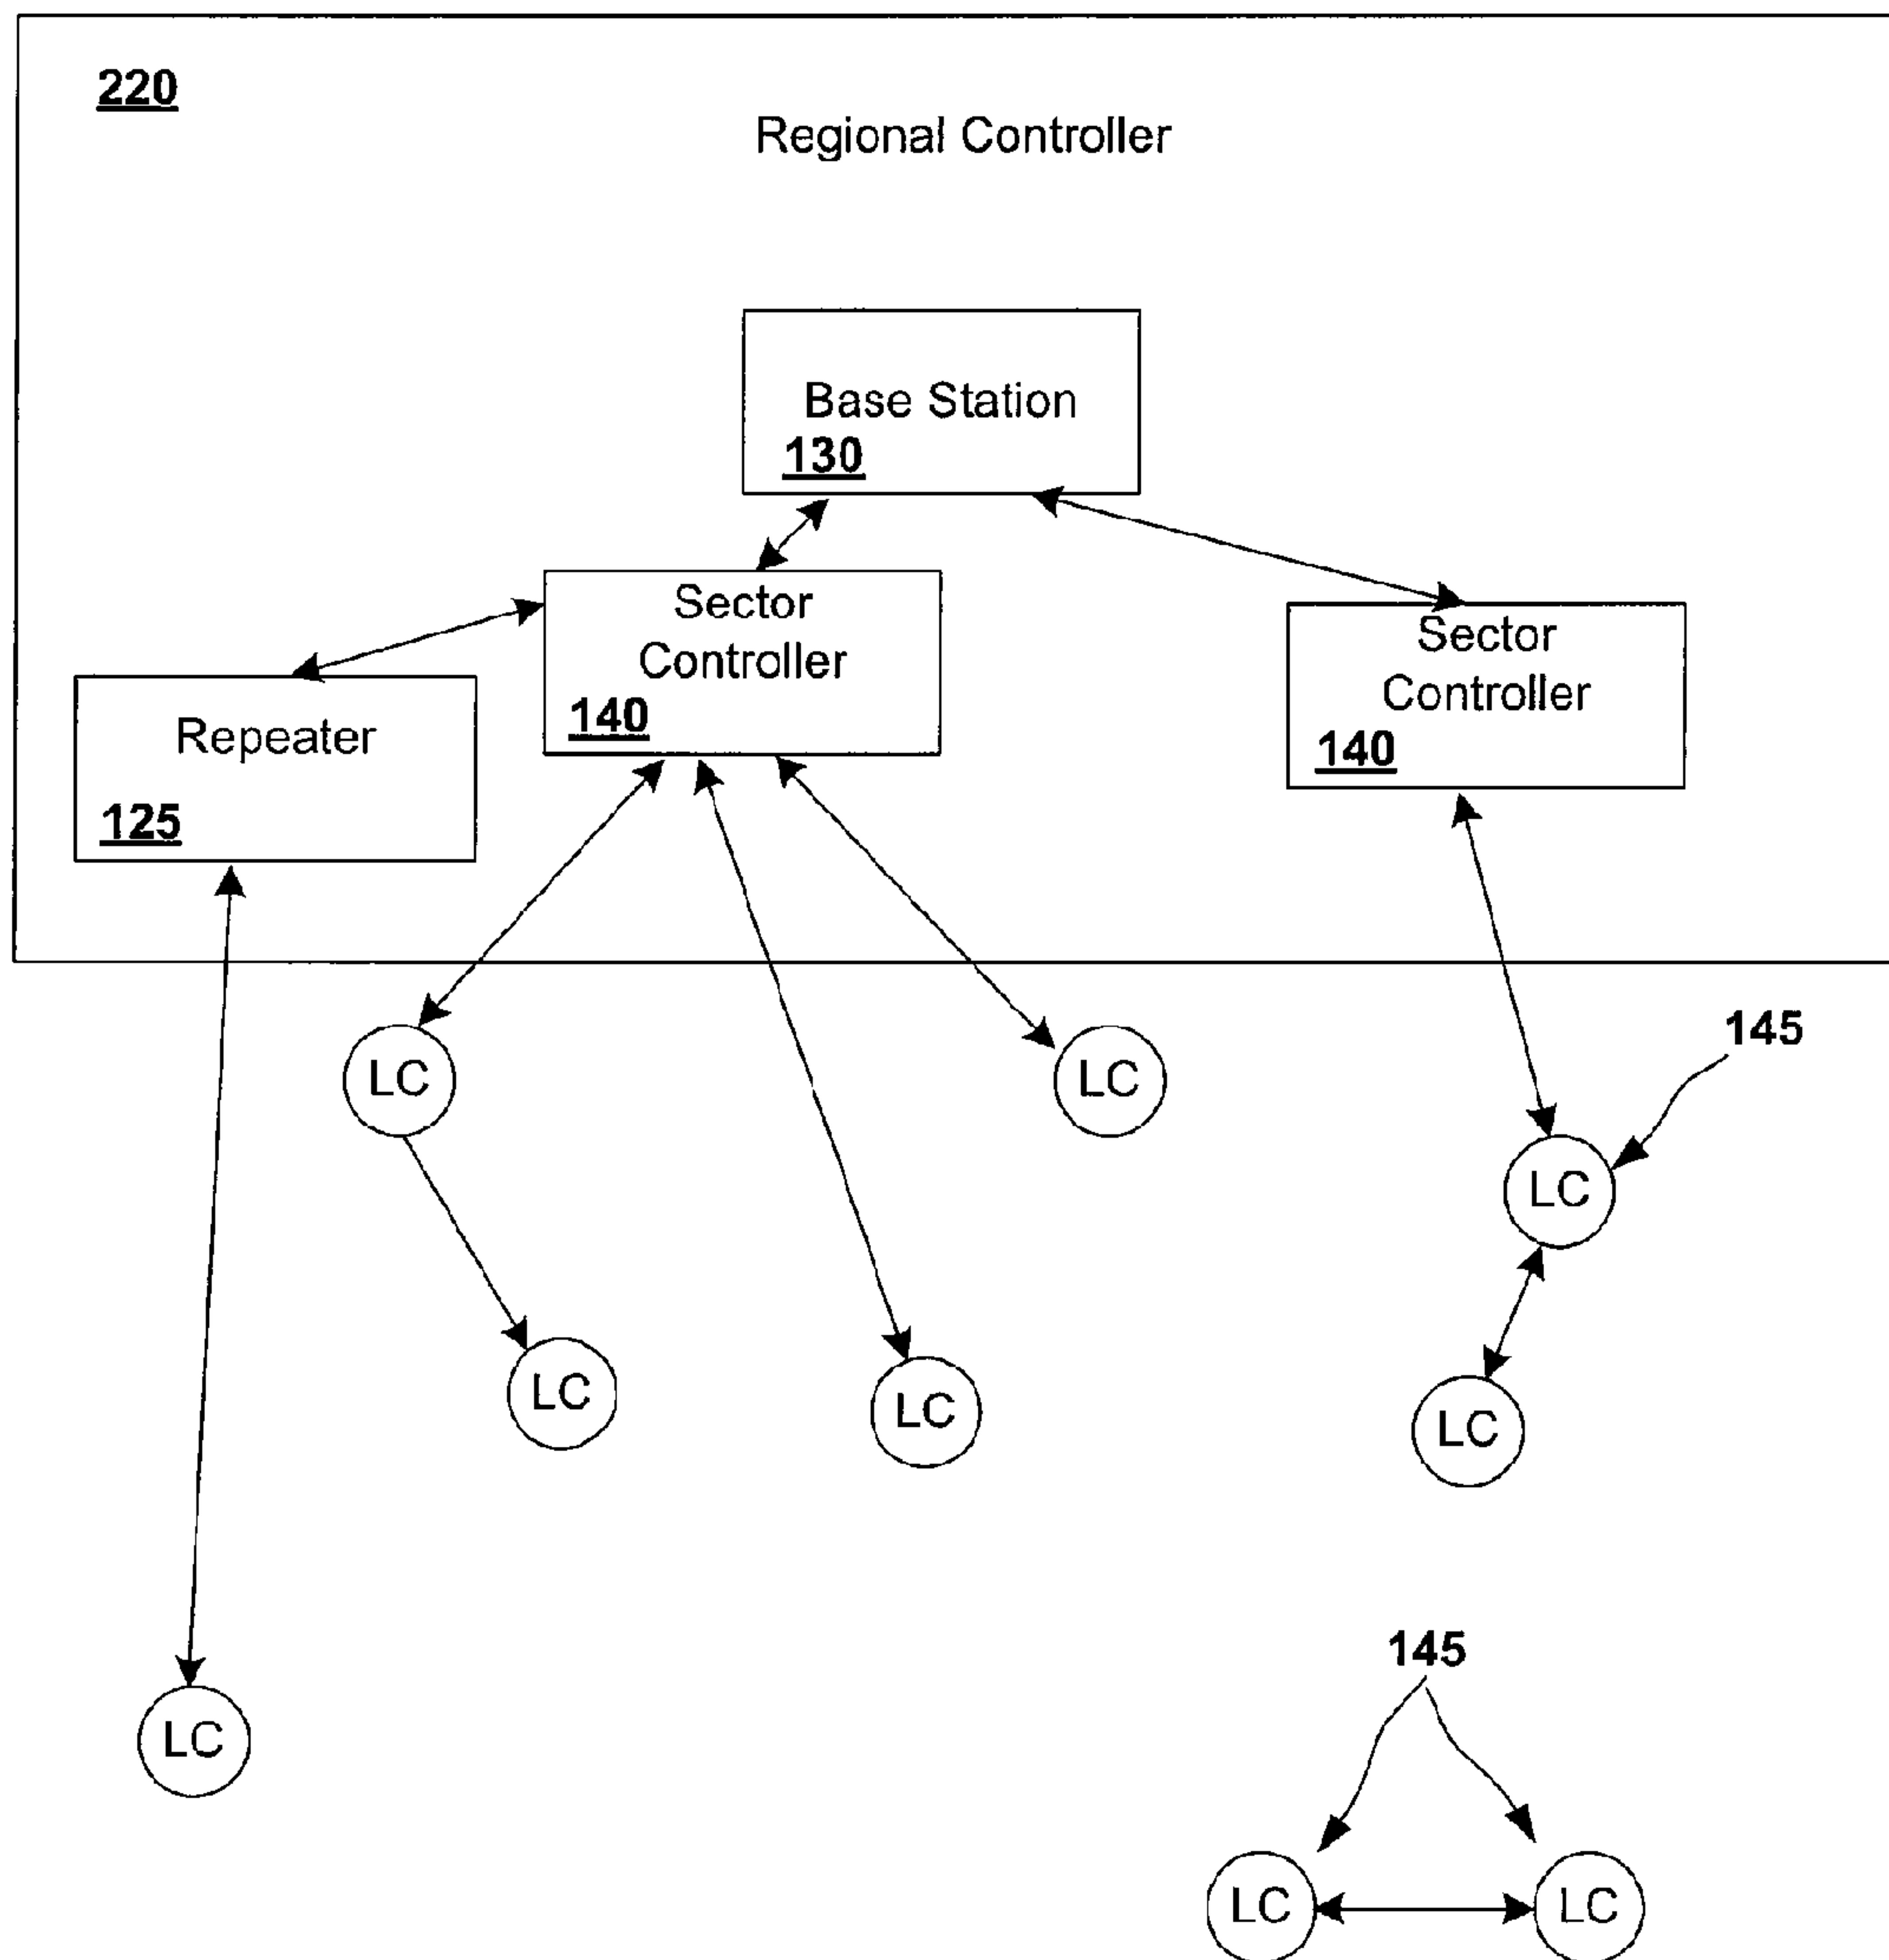 220
Regional Controller
Base Station
130
Sector
Controller
140
Sector
Controller
140
Repeater
125
145
LC
LC
LC
LC
LC
LC
145
LC
LC
LC